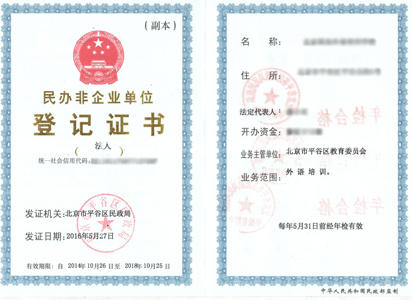 (副本)
民办非企业单位
登记证书
(法人)
统一社会信用代码:
发证机关:北京市平谷区民政局
发证日期:2016年5月27日
有效期限:自 2014年10月26日 至 2018年10月25日
名 称:
住 所:
法定代表人:
开办资金:
业务主管单位:北京市平谷区教育委员会
业务范围:外语培训。
每年5月31日前经年检有效
中华人民共和国民政部监制
年检合格